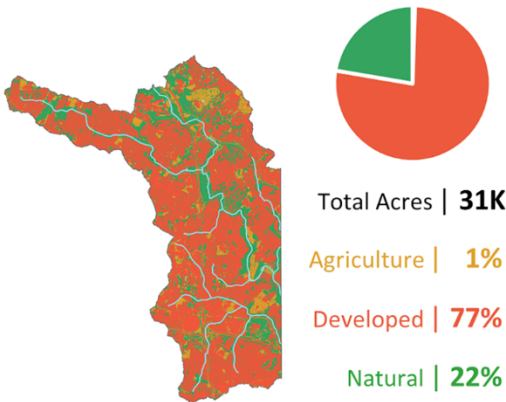 Total Acres | 31K
Agriculture | 1%
Developed | 77%
Natural | 22%